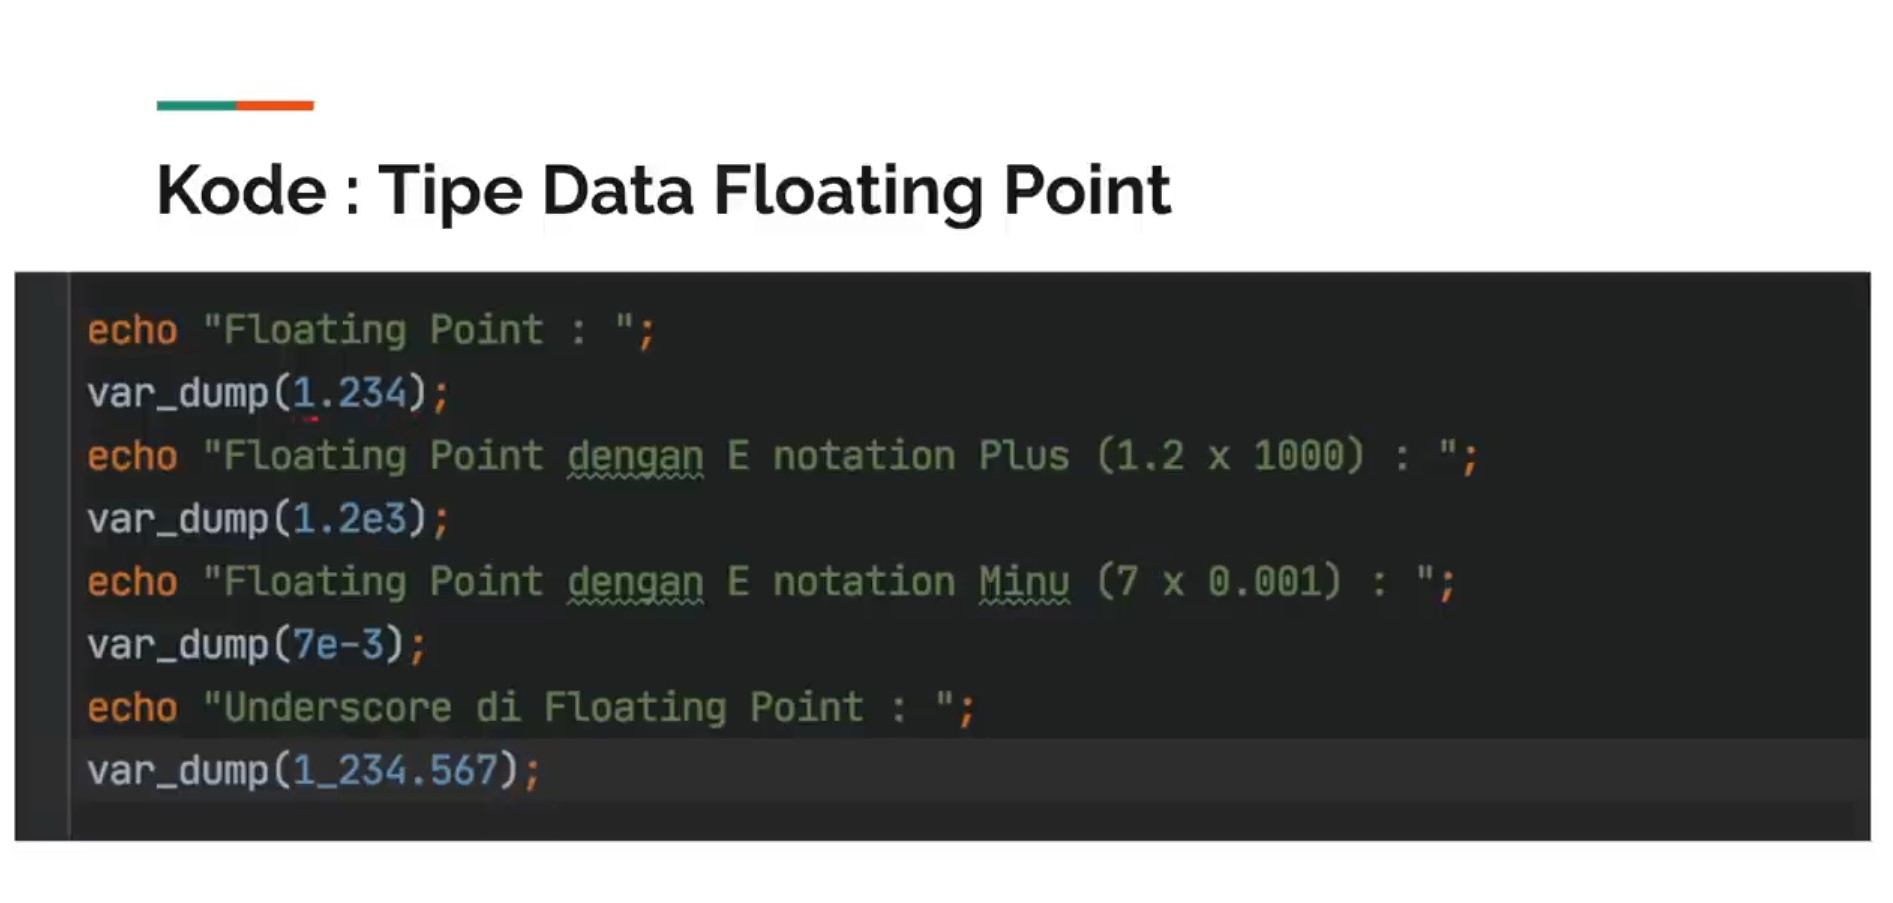 Kode : Tipe Data Floating Point
echo "Floating Point : ";
var_dump(1.234);
echo "Floating Point dengan E notation Plus (1.2 x 1000) : ";
var_dump(1.2e3);
echo "Floating Point dengan E notation Minu (7 x 0.001) : ";
var_dump(7e-3);
echo "Underscore di Floating Point : ";
var_dump(1_234.567);